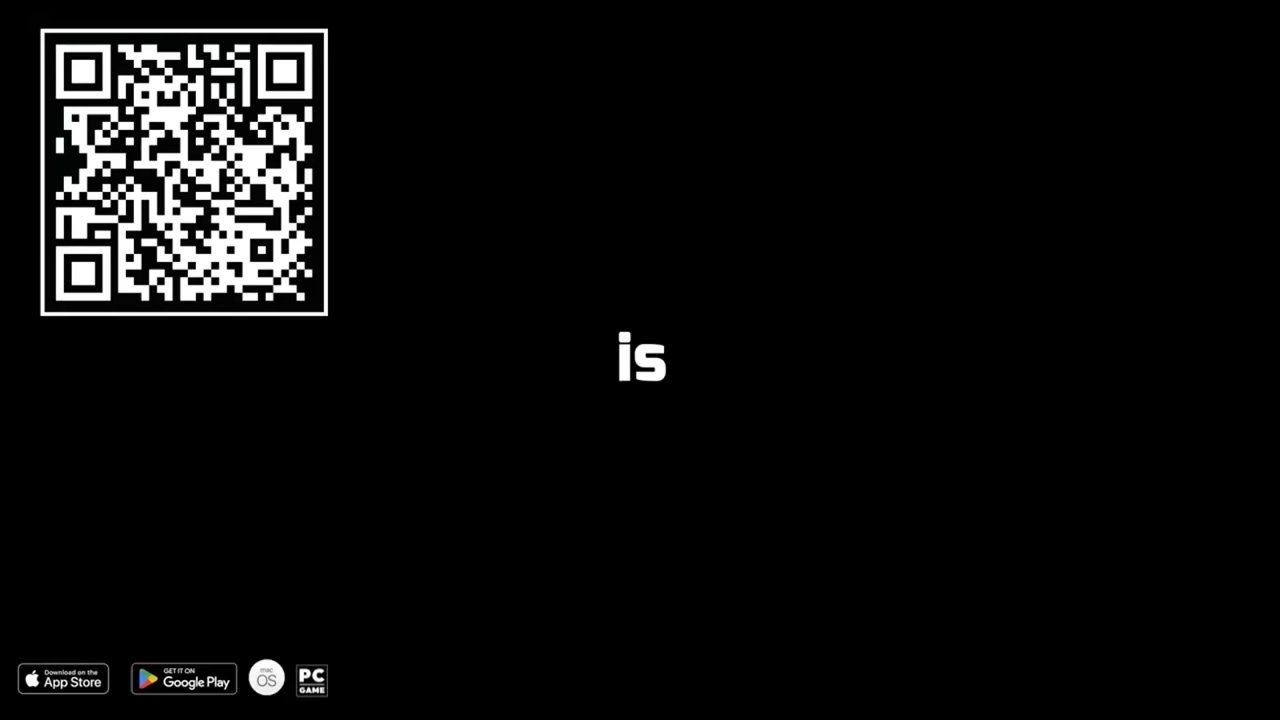 is
Download on the
App Store
GET IT ON
Google Play
mac
OS
PC
GAME